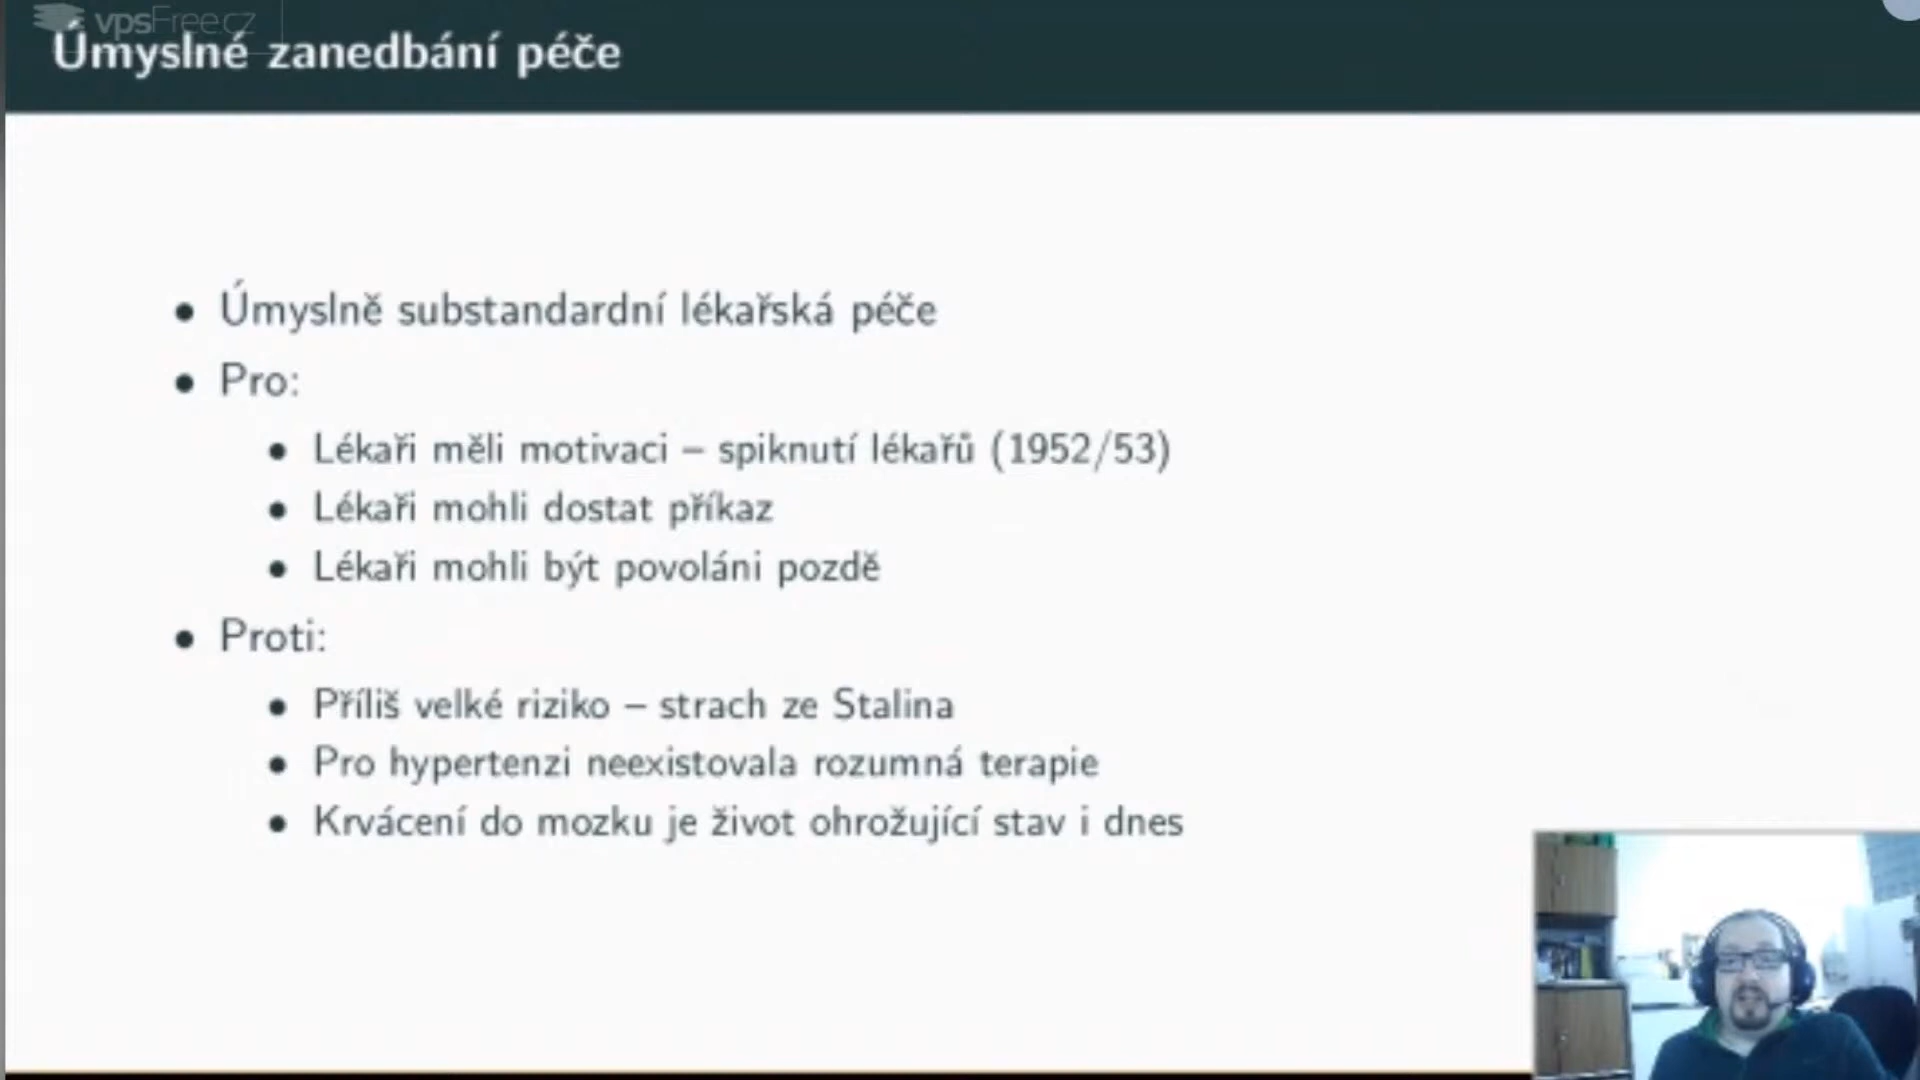 vpsFree.cz
Úmyslné zanedbání péče
Úmyslně substandardní lékařská péče
Pro:
Lékaři měli motivaci – spiknutí lékařů (1952/53)
Lékaři mohli dostat příkaz
Lékaři mohli být povoláni pozdě
Proti:
Příliš velké riziko – strach ze Stalina
Pro hypertenzi neexistovala rozumná terapie
Krvácení do mozku je život ohrožující stav i dnes